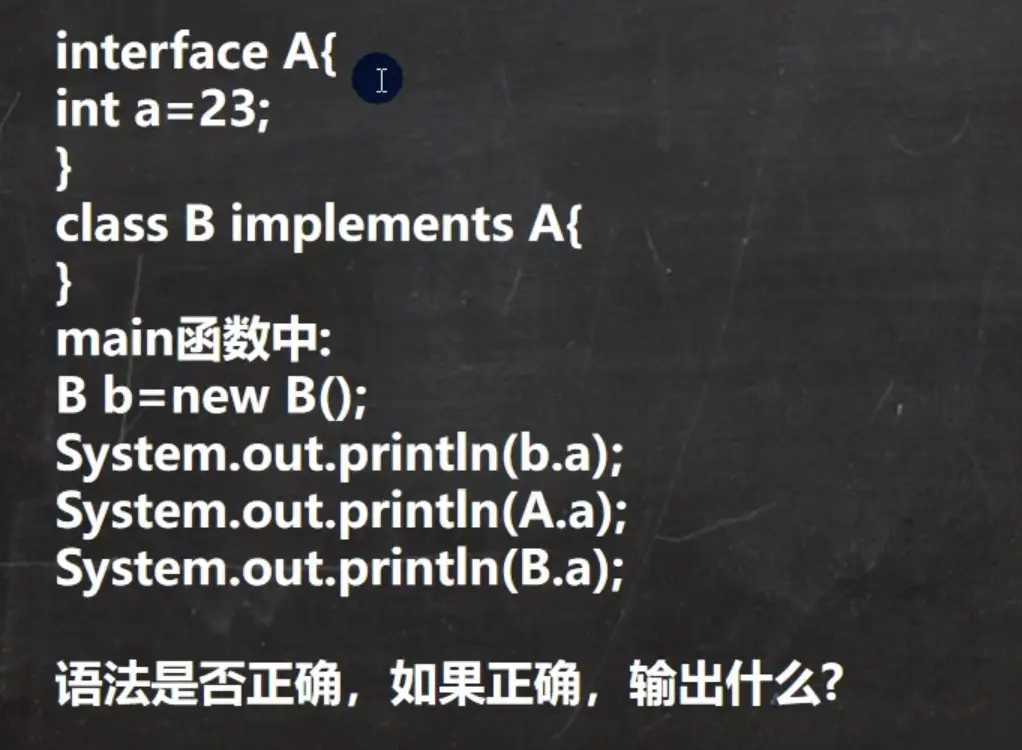 interface A{
int a=23;
}
class B implements A{
}
main函数中:
B b=new B();
System.out.println(b.a);
System.out.println(A.a);
System.out.println(B.a);
语法是否正确，如果正确，输出什么?